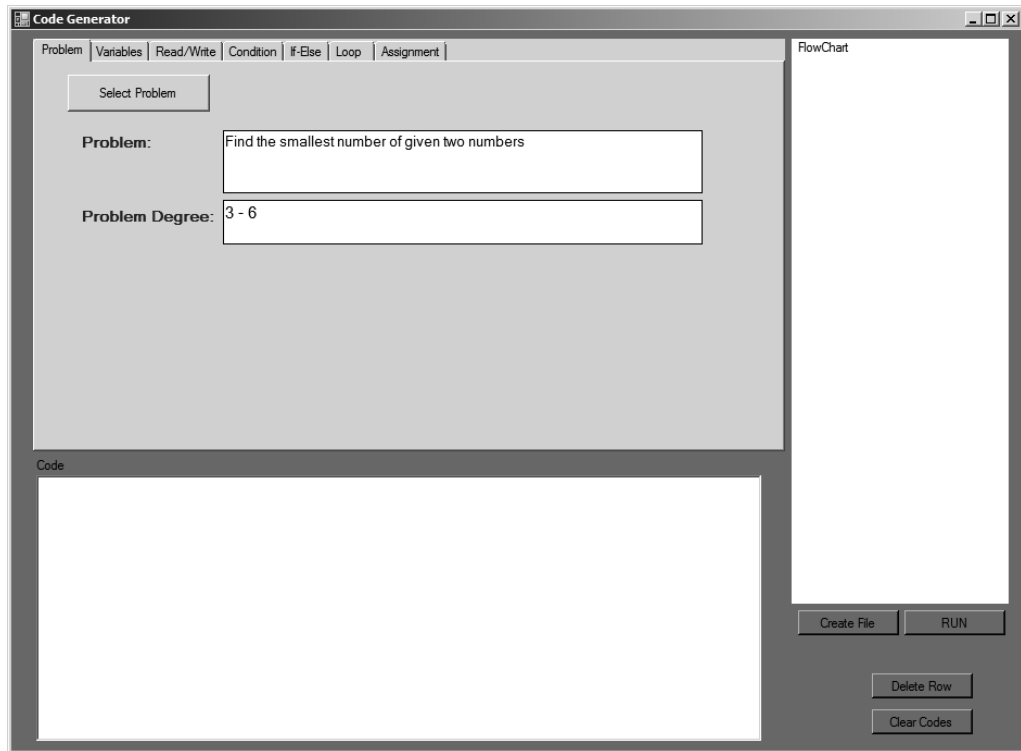 Code Generator
Problem Variables Read/Write Condition If-Else Loop Assignment
FlowChart
Select Problem
Problem: Find the smallest number of given two numbers
Problem Degree: 3 - 6
Code
Create File RUN
Delete Row
Clear Codes